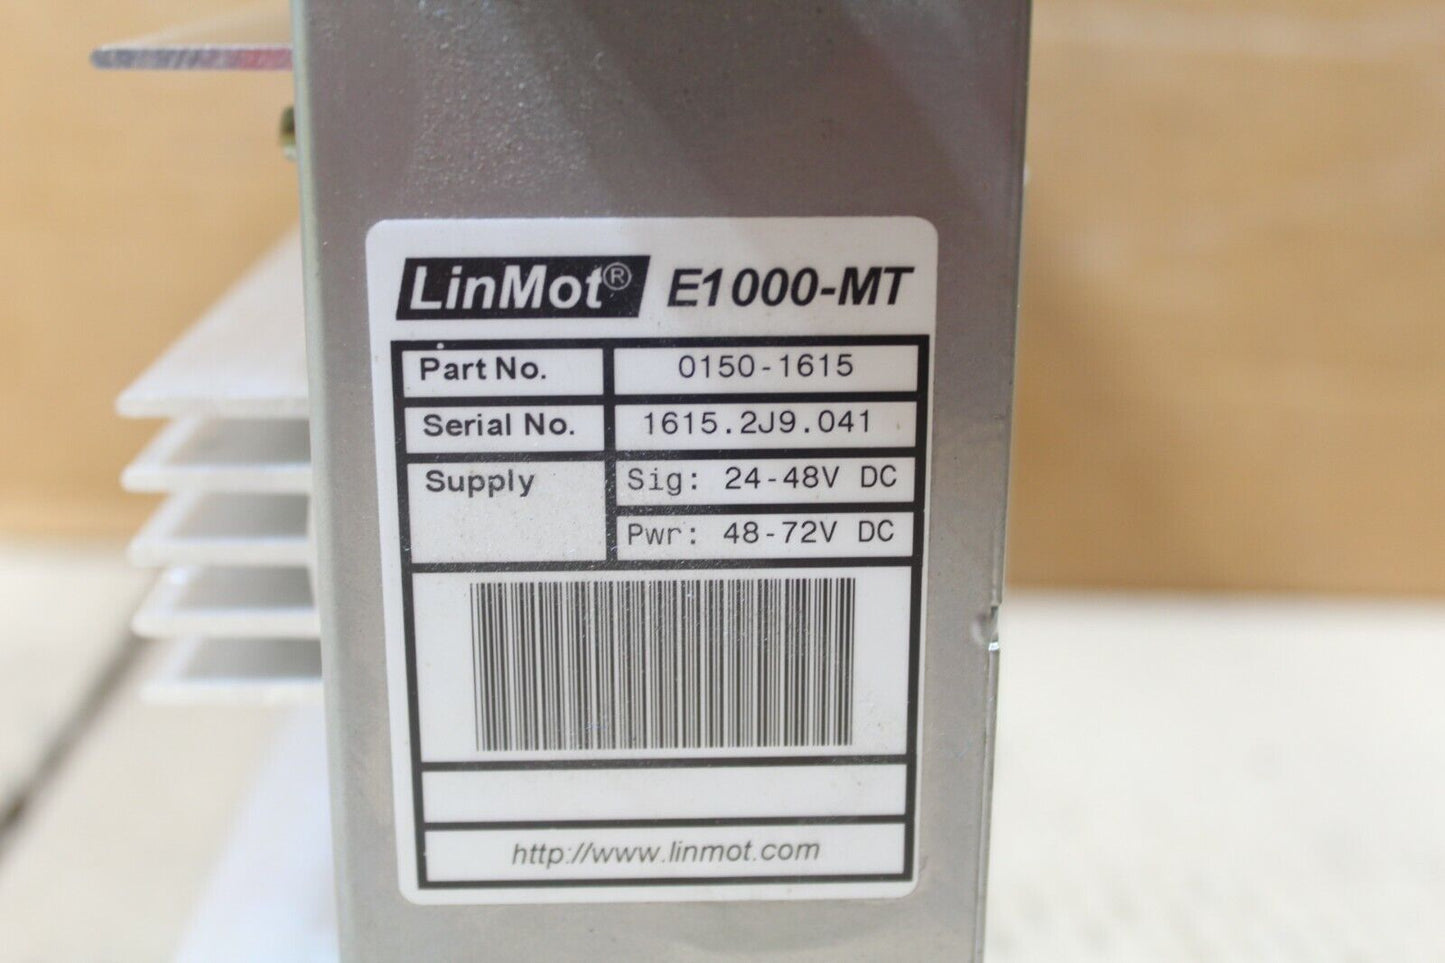 LinMot® E1000-MT
Part No. 0150-1615
Serial No. 1615.2J9.041
Supply Sig: 24-48V DC
Pwr: 48-72V DC
http://www.linmot.com